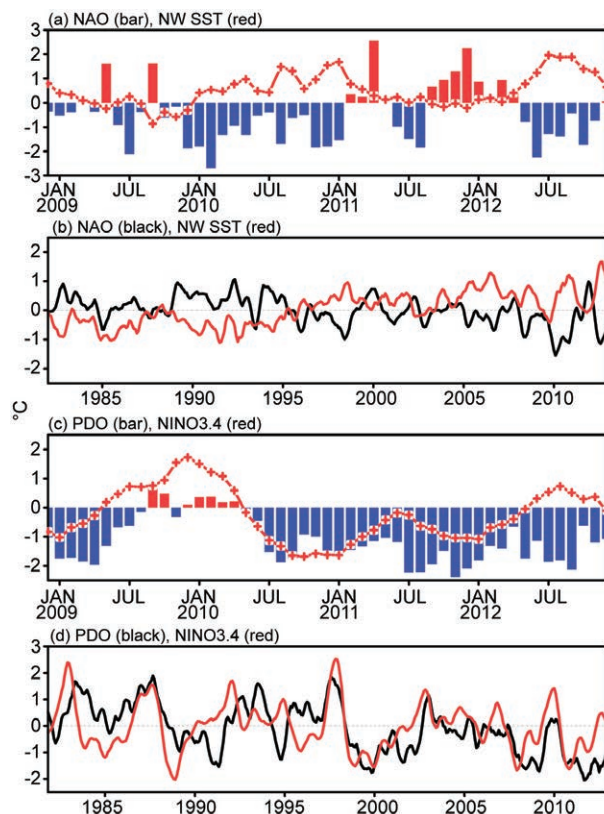 (a) NAO (bar), NW SST (red)
3
2
1
0
-1
-2
-3
JAN JUL JAN JUL JAN JUL JAN JUL
2009 2010 2011 2012
(b) NAO (black), NW SST (red)
2
1
0
-1
-2
1985 1990 1995 2000 2005 2010
°C
(c) PDO (bar), NINO3.4 (red)
2
1
0
-1
-2
JAN JUL JAN JUL JAN JUL JAN JUL
2009 2010 2011 2012
(d) PDO (black), NINO3.4 (red)
3
2
1
0
-1
-2
1985 1990 1995 2000 2005 2010